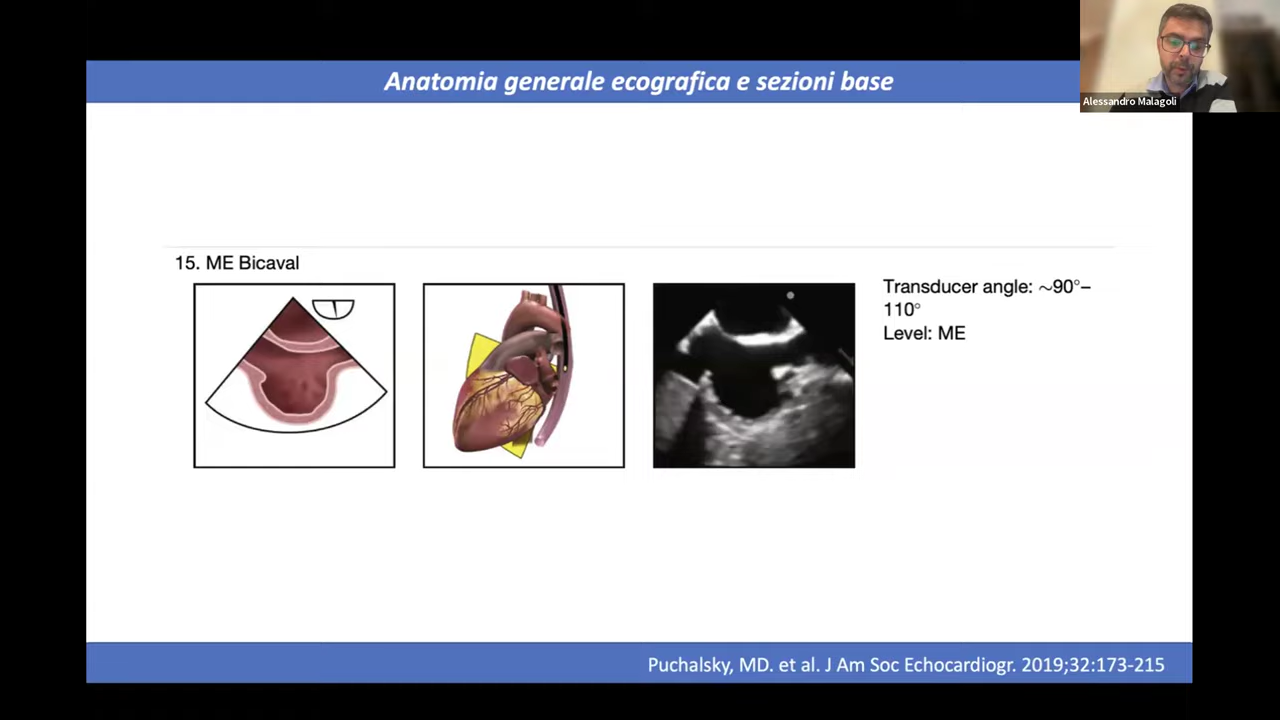 Anatomia generale ecografica e sezioni base
Alessandro Malagoli
15. ME Bicaval
Transducer angle: ~90°–
110°
Level: ME
Puchalsky, MD. et al. J Am Soc Echocardiogr. 2019;32:173-215